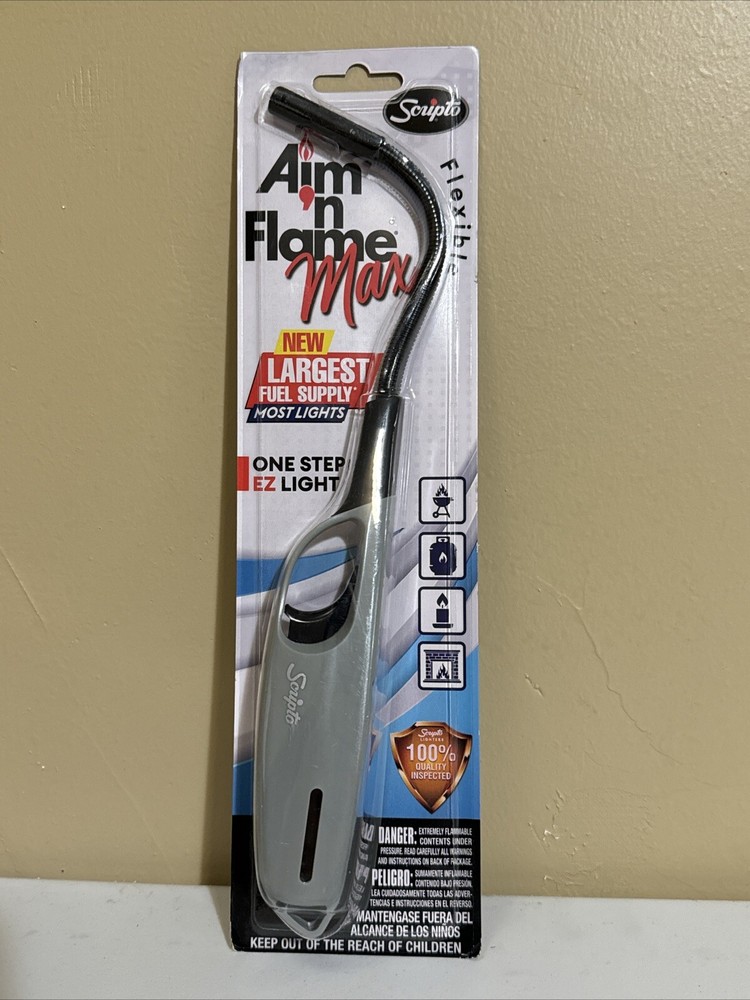 Scripto
Flexible
Aim
'n
Flame®
Max
NEW
LARGEST
FUEL SUPPLY*
MOST LIGHTS
ONE STEP
EZ LIGHT
Scripto
Scripto
LIGHTERS
100%
QUALITY
INSPECTED
DANGER: EXTREMELY FLAMMABLE
CONTENTS UNDER
PRESSURE. READ CAREFULLY ALL WARNINGS
AND INSTRUCTIONS ON BACK OF PACKAGE.
PELIGRO: SUMAMENTE INFLAMABLE
CONTENIDO BAJO PRESIÓN.
LEA CUIDADOSAMENTE TODAS LAS ADVER-
TENCIAS E INSTRUCCIONES EN EL REVERSO.
MANTENGASE FUERA DEL
ALCANCE DE LOS NIÑOS
KEEP OUT OF THE REACH OF CHILDREN